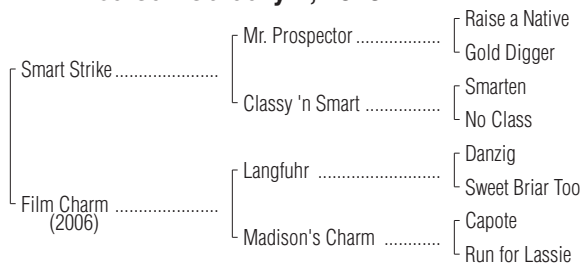 Raise a Native
Mr. Prospector ..................
Gold Digger
Smart Strike ......................
Smarten
Classy 'n Smart ................
No Class
Danzig
Langfuhr ..........................
Sweet Briar Too
Film Charm ......................
(2006)
Capote
Madison's Charm ............
Run for Lassie